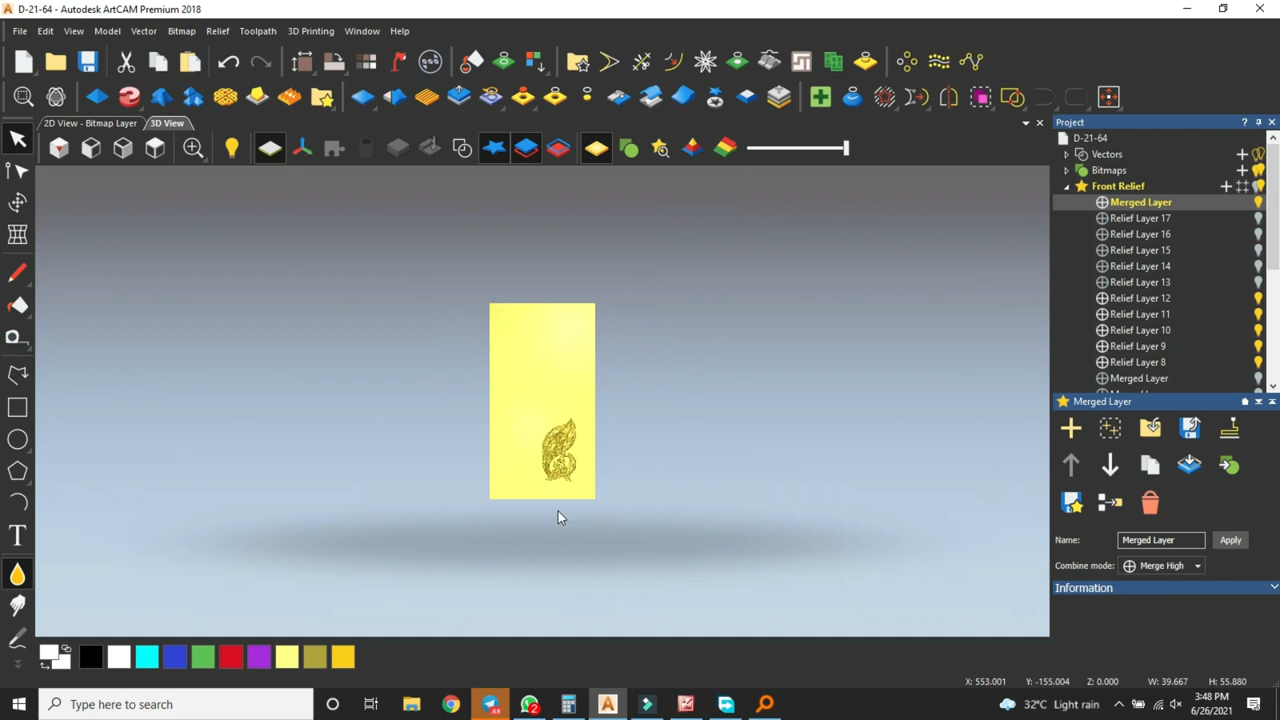 D-21-64 - Autodesk ArtCAM Premium 2018
File Edit View Model Vector Bitmap Relief Toolpath 3D Printing Window Help
2D View - Bitmap Layer 3D View
Project
D-21-64
Vectors
Bitmaps
Front Relief
Merged Layer
Relief Layer 17
Relief Layer 16
Relief Layer 15
Relief Layer 14
Relief Layer 13
Relief Layer 12
Relief Layer 11
Relief Layer 10
Relief Layer 9
Relief Layer 8
Merged Layer
Merged Layer
Name: Merged Layer Apply
Combine mode: Merge High
Information
X: 553.001 Y: -155.004 Z: 0.000 W: 39.667 H: 55.880
Type here to search
32°C Light rain
3:48 PM
6/26/2021